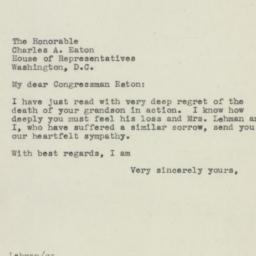 The Honorable
Charles A. Eaton
House of Representatives
Washington, D.C.
My dear Congressman Eaton:
I have just read with very deep regret of the
death of your grandson in action. I know how
deeply you must feel his loss and Mrs. Lehman an
I, who have suffered a similar sorrow, send you
our heartfelt sympathy.
With best regards, I am
Very sincerely yours,